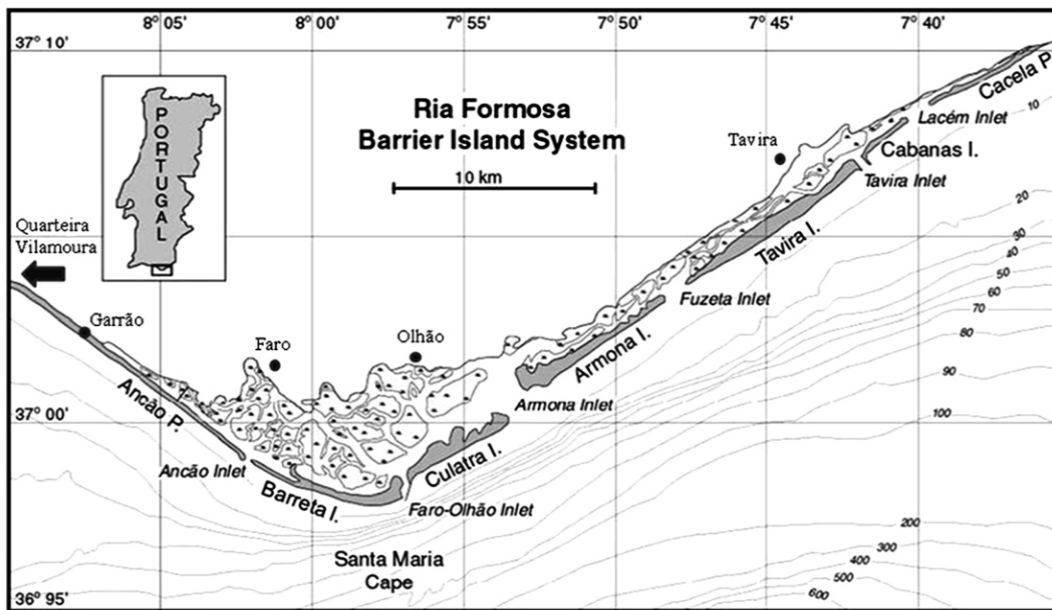 8° 05' 8° 00' 7° 55' 7° 50' 7° 45' 7° 40'
37° 10'
PORTUGAL
Ria Formosa
Barrier Island System
10 km
Tavira
Cacela P.
10
Lacém Inlet
Cabanas I.
Tavira Inlet
Quarteira
Vilamoura
Tavira I.
20
30
40
50
60
70
80
90
100
Fuzeta Inlet
Garrão
Faro
Olhão
Armona I.
Armona Inlet
37° 00'
Ancão P.
Ancão Inlet
Culatra I.
Barreta I.
Faro-Olhão Inlet
200
300
400
500
600
Santa Maria
Cape
36° 95'